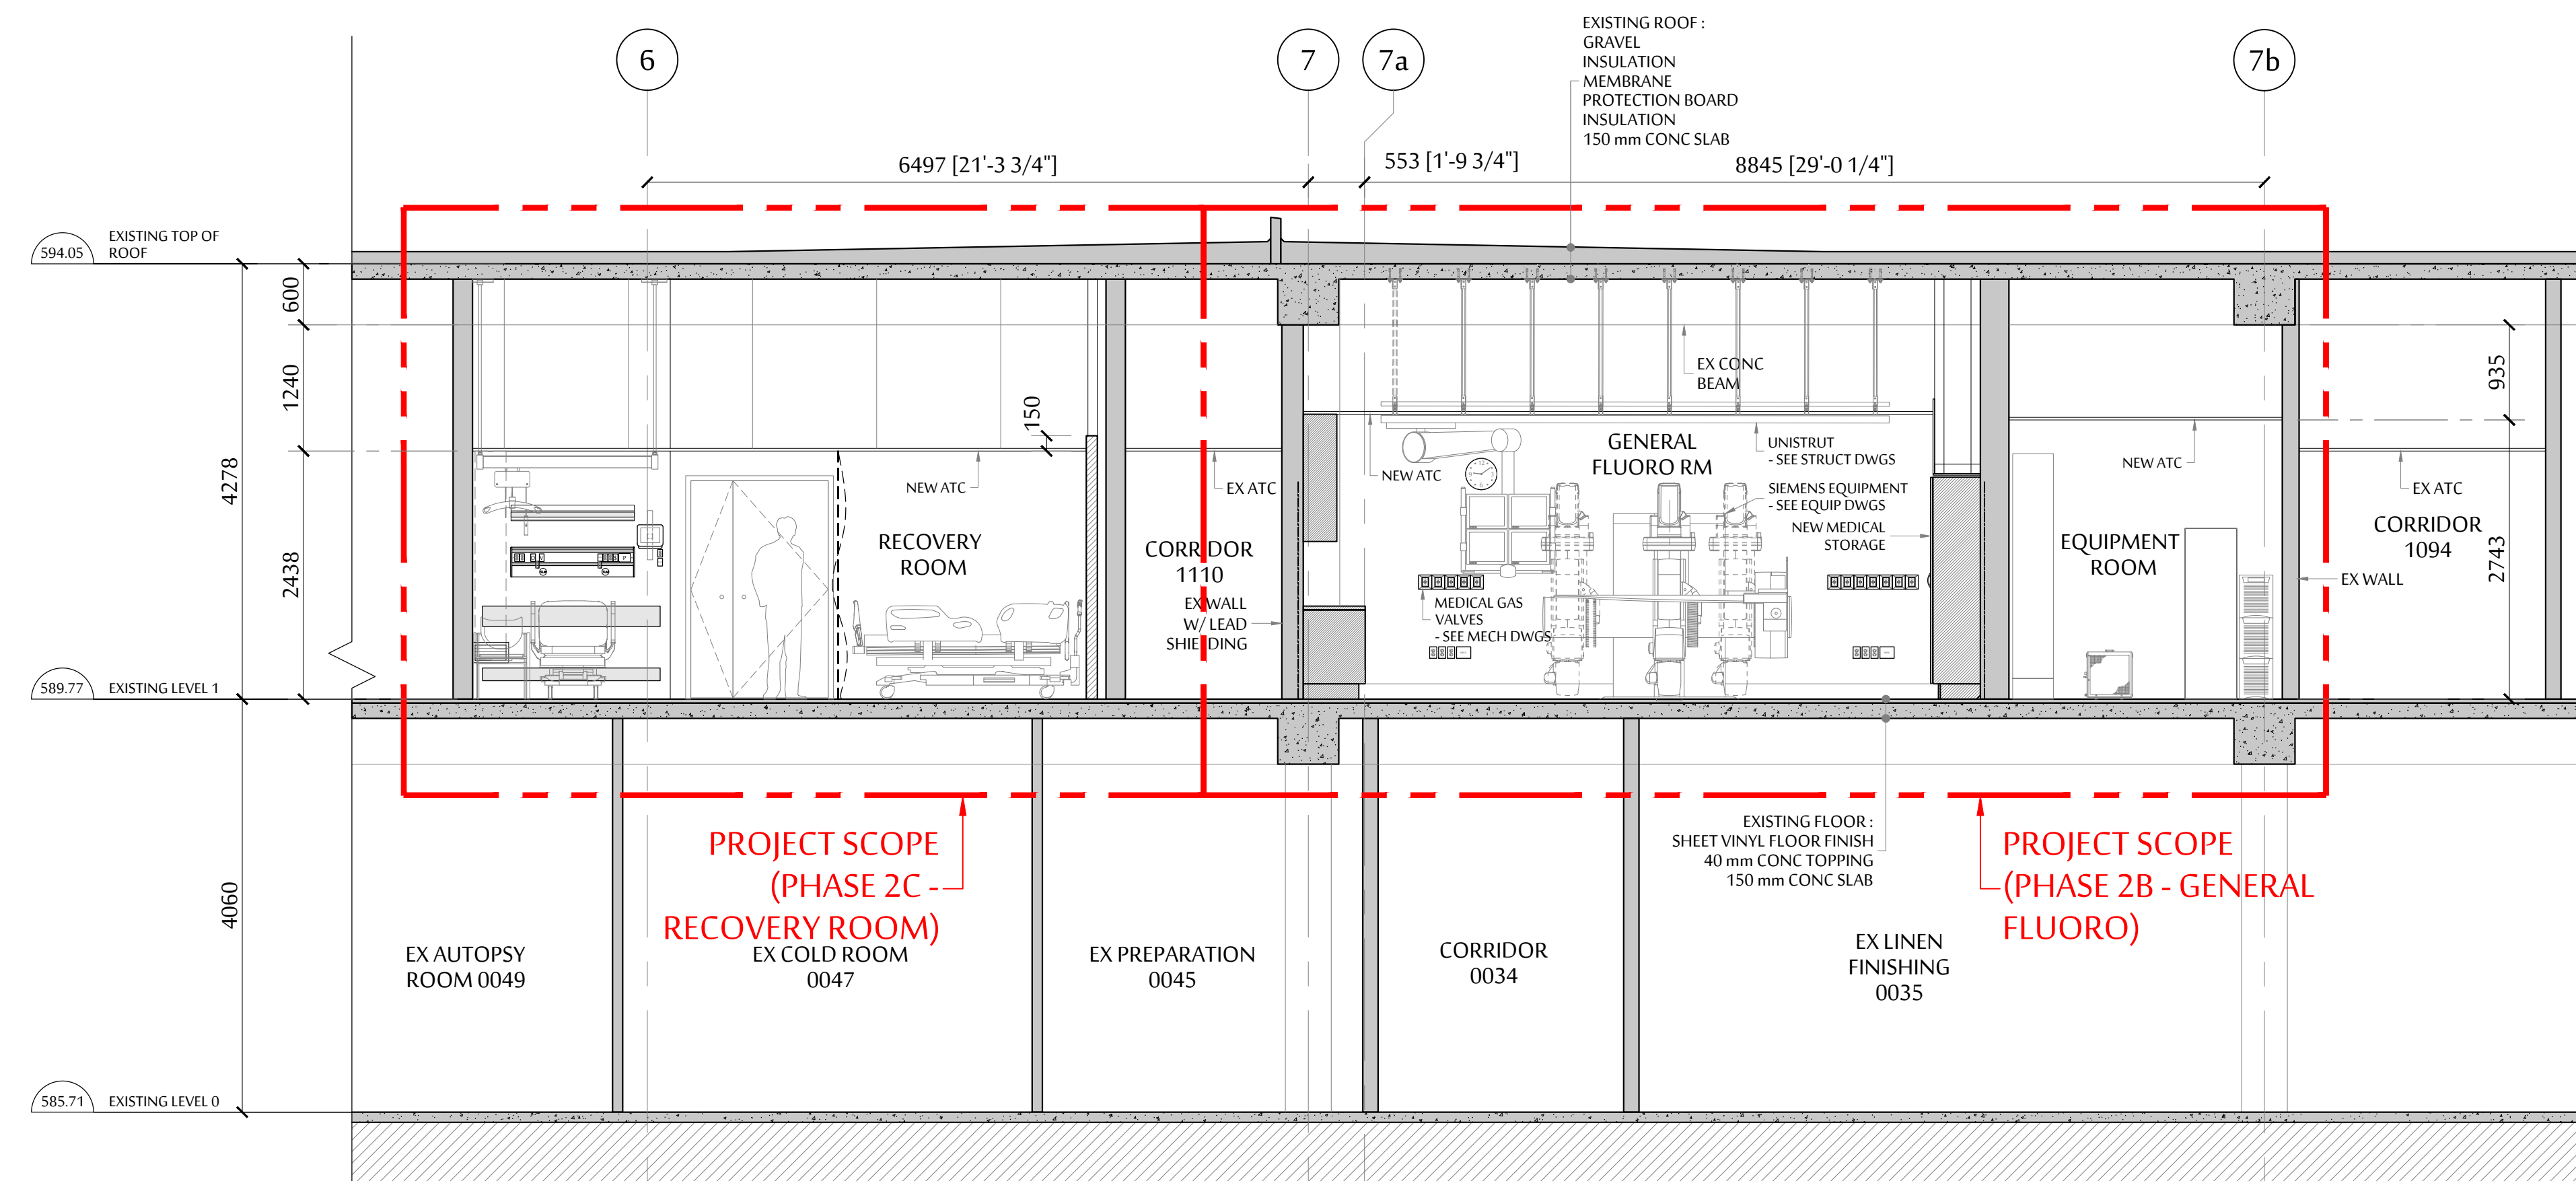 6
7
7a
7b
EXISTING ROOF :
GRAVEL
INSULATION
MEMBRANE
PROTECTION BOARD
INSULATION
150 mm CONC SLAB
6497 [21'-3 3/4"]
553 [1'-9 3/4"]
8845 [29'-0 1/4"]
594.05
EXISTING TOP OF
ROOF
600
1240
2438
4278
150
935
2743
EX CONC
BEAM
NEW ATC
EX ATC
NEW ATC
GENERAL
FLUORO RM
UNISTRUT
- SEE STRUCT DWGS
SIEMENS EQUIPMENT
- SEE EQUIP DWGS
NEW MEDICAL
STORAGE
NEW ATC
EX ATC
RECOVERY
ROOM
CORRIDOR
1110
EX WALL
W/ LEAD
SHIELDING
MEDICAL GAS
VALVES
- SEE MECH DWGS
EQUIPMENT
ROOM
CORRIDOR
1094
EX WALL
589.77
EXISTING LEVEL 1
4060
PROJECT SCOPE
(PHASE 2C -
RECOVERY ROOM)
EXISTING FLOOR :
SHEET VINYL FLOOR FINISH
40 mm CONC TOPPING
150 mm CONC SLAB
PROJECT SCOPE
(PHASE 2B - GENERAL
FLUORO)
EX AUTOPSY
ROOM 0049
EX COLD ROOM
0047
EX PREPARATION
0045
CORRIDOR
0034
EX LINEN
FINISHING
0035
585.71
EXISTING LEVEL 0